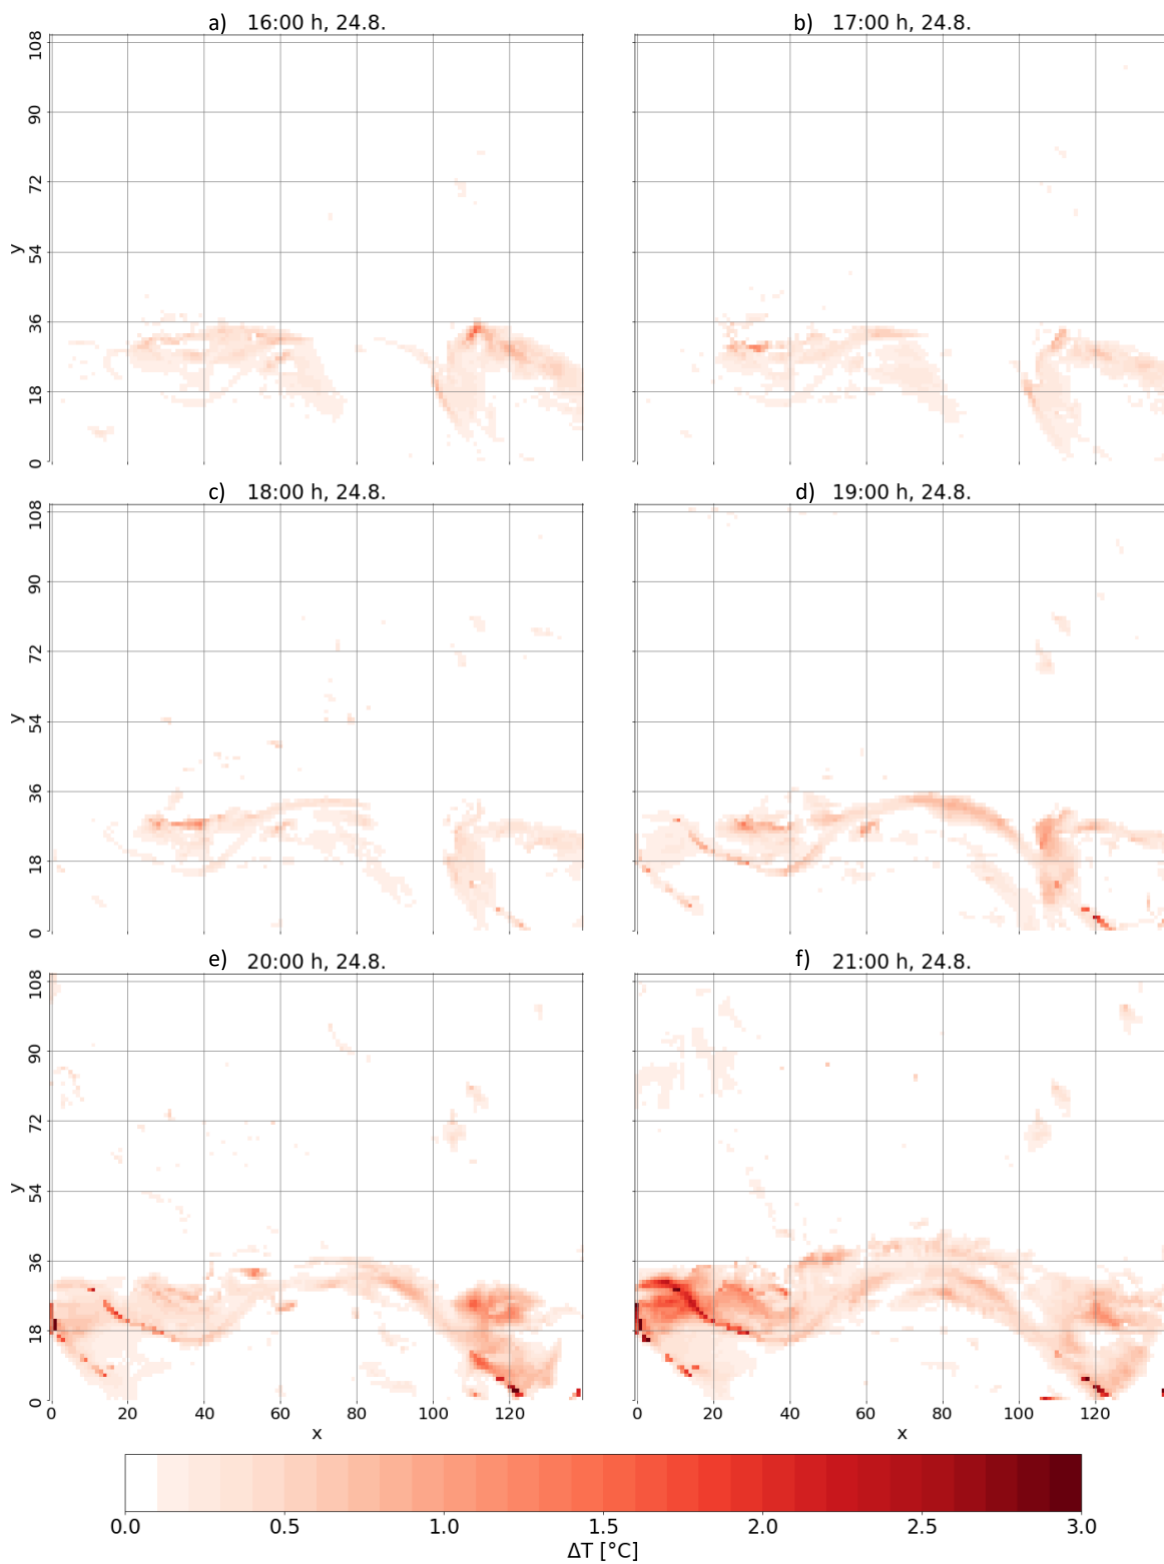 a) 16:00 h, 24.8.
b) 17:00 h, 24.8.
108
90
72
54
36
18
0
y
c) 18:00 h, 24.8.
d) 19:00 h, 24.8.
108
90
72
54
36
18
0
y
e) 20:00 h, 24.8.
f) 21:00 h, 24.8.
108
90
72
54
36
18
0
y
0 20 40 60 80 100 120
x
0 20 40 60 80 100 120
x
0.0 0.5 1.0 1.5 2.0 2.5 3.0
ΔT [°C]